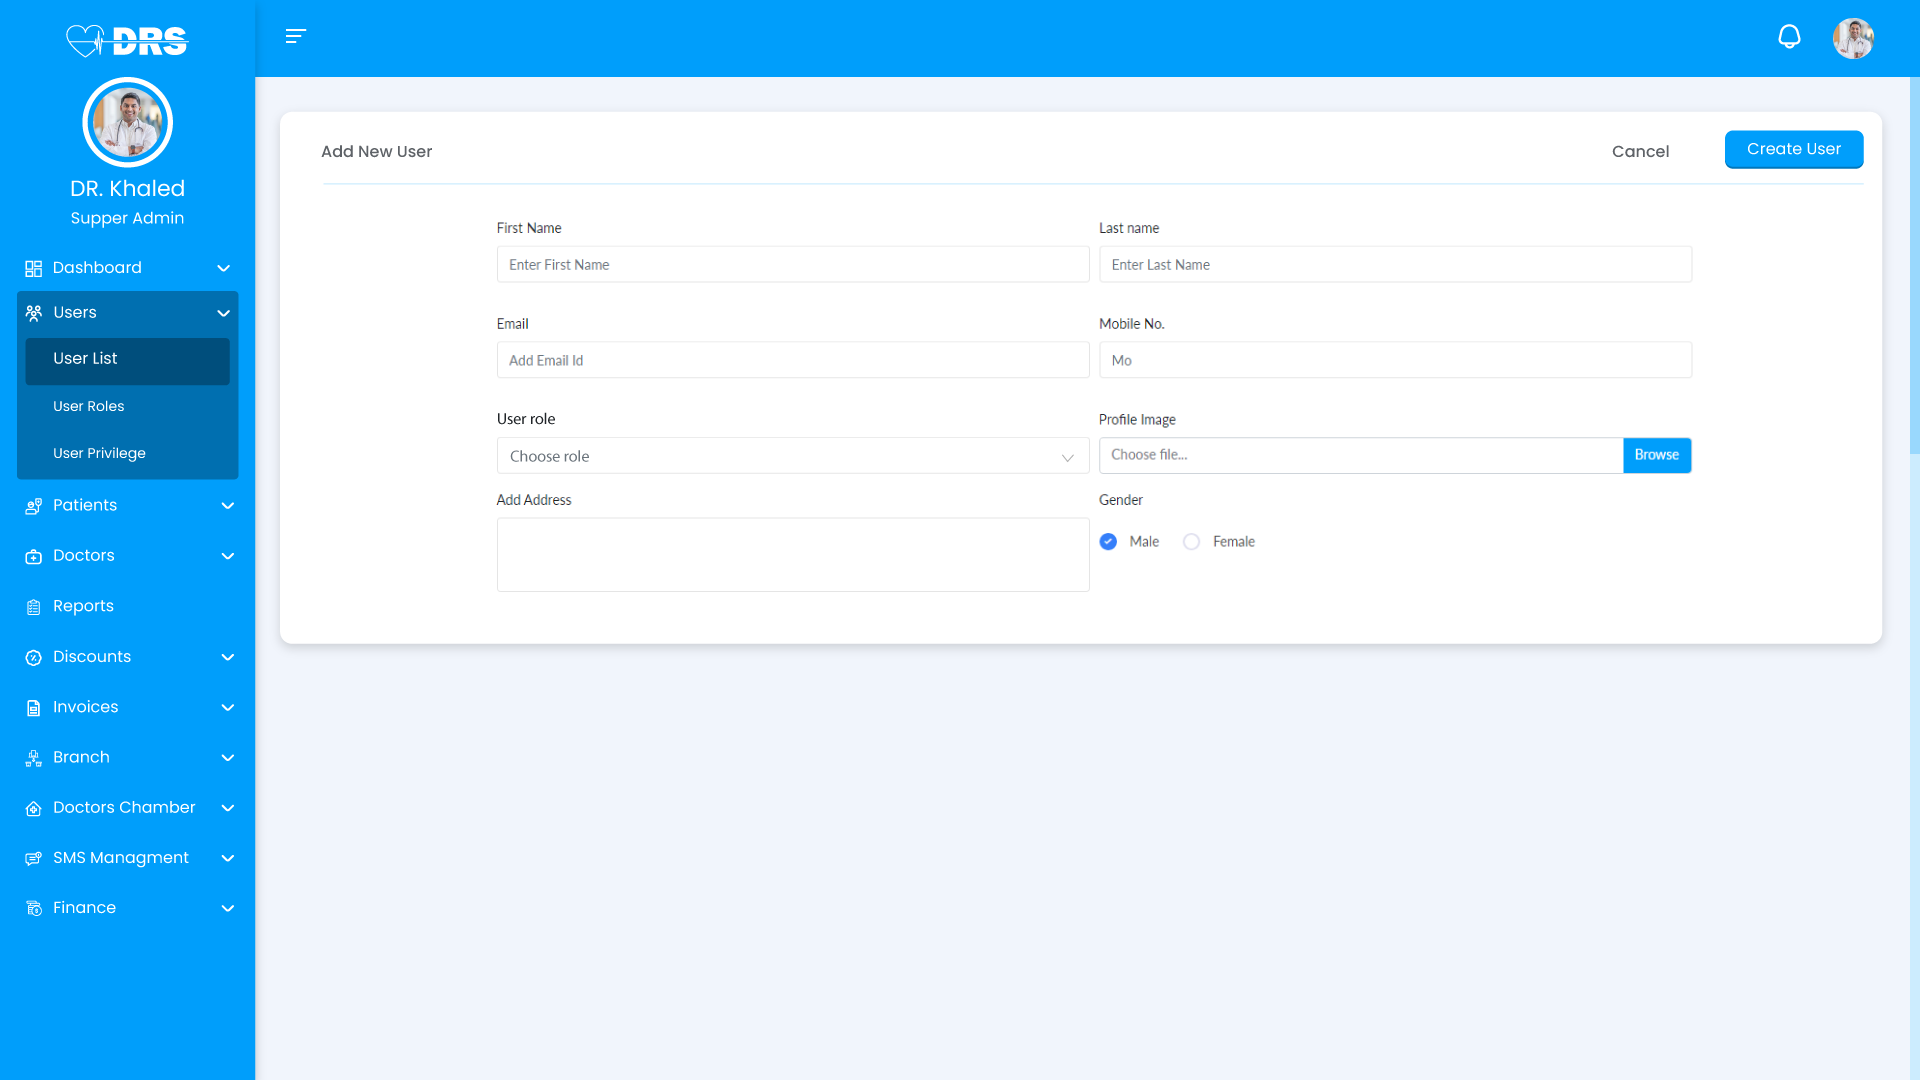 DRS
DR. Khaled
Supper Admin
Dashboard
Users
User List
User Roles
User Privilege
Patients
Doctors
Reports
Discounts
Invoices
Branch
Doctors Chamber
SMS Managment
Finance
Add New User
Cancel
Create User
First Name
Last name
Enter First Name
Enter Last Name
Email
Mobile No.
Add Email Id
Mo
User role
Profile Image
Choose role
Choose file...
Browse
Add Address
Gender
Male
Female